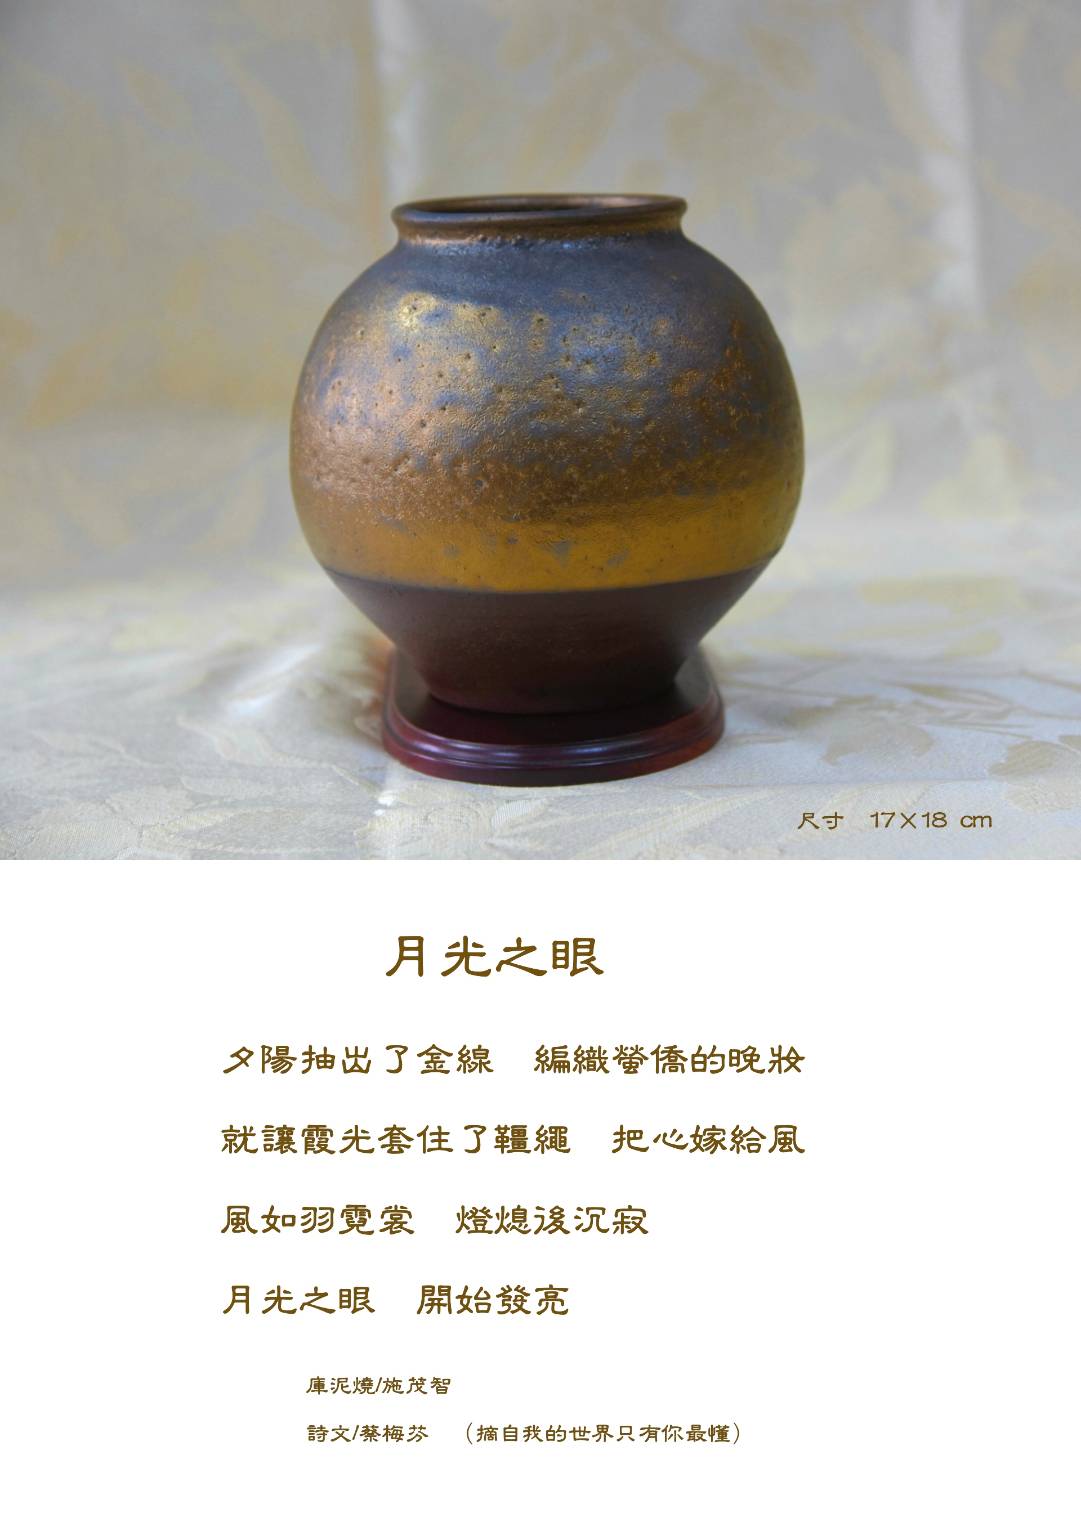 尺寸　17×18 cm
月光之眼
夕陽抽出了金線　編織螢僑的晚妝
就讓霞光套住了韁繩　把心嫁給風
風如羽霓裳　燈熄後沉寂
月光之眼　開始發亮
庫泥燒/施茂智
詩文/蔡梅芬　（摘自我的世界只有你最懂）